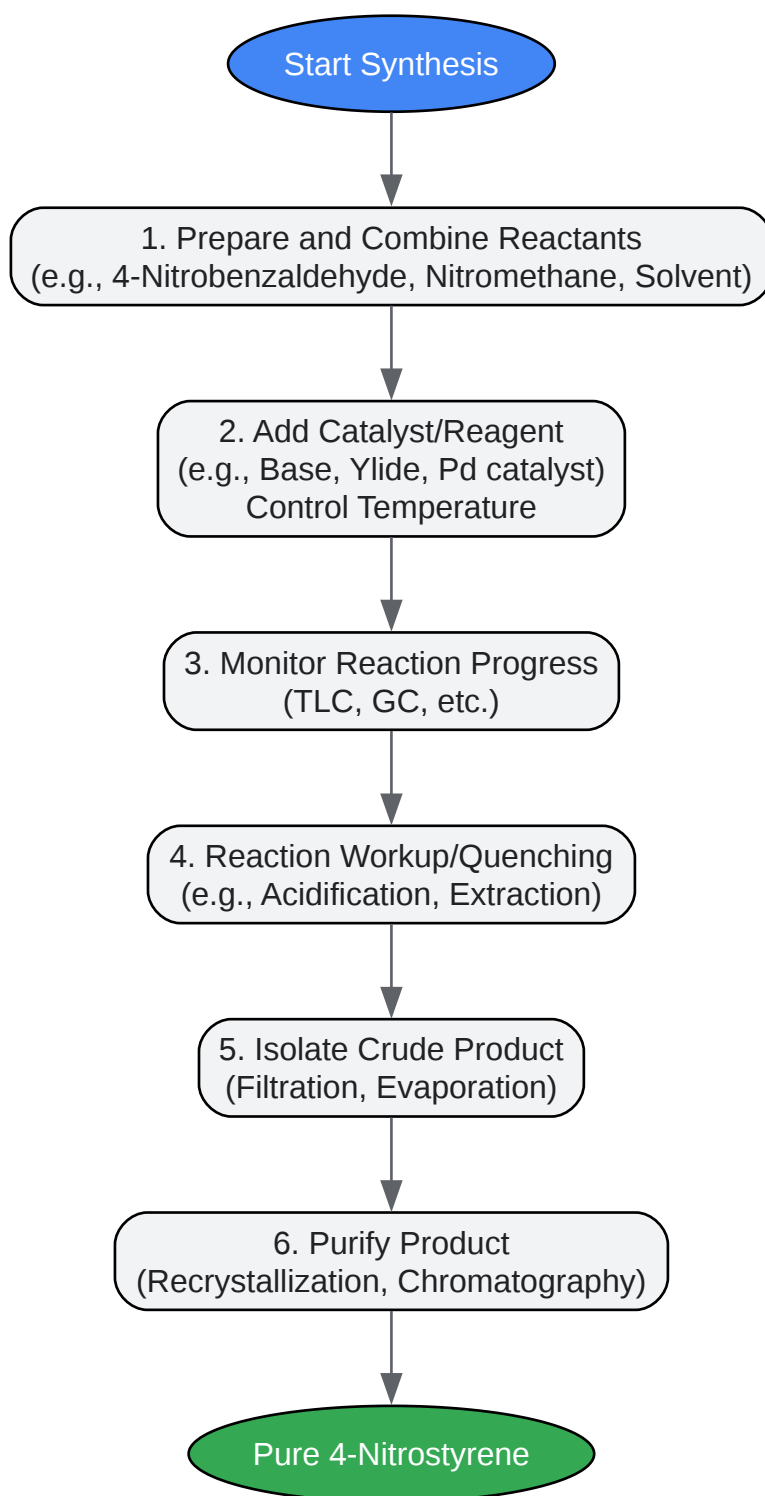 Start Synthesis
1. Prepare and Combine Reactants
(e.g., 4-Nitrobenzaldehyde, Nitromethane, Solvent)
2. Add Catalyst/Reagent
(e.g., Base, Ylide, Pd catalyst)
Control Temperature
3. Monitor Reaction Progress
(TLC, GC, etc.)
4. Reaction Workup/Quenching
(e.g., Acidification, Extraction)
5. Isolate Crude Product
(Filtration, Evaporation)
6. Purify Product
(Recrystallization, Chromatography)
Pure 4-Nitrostyrene